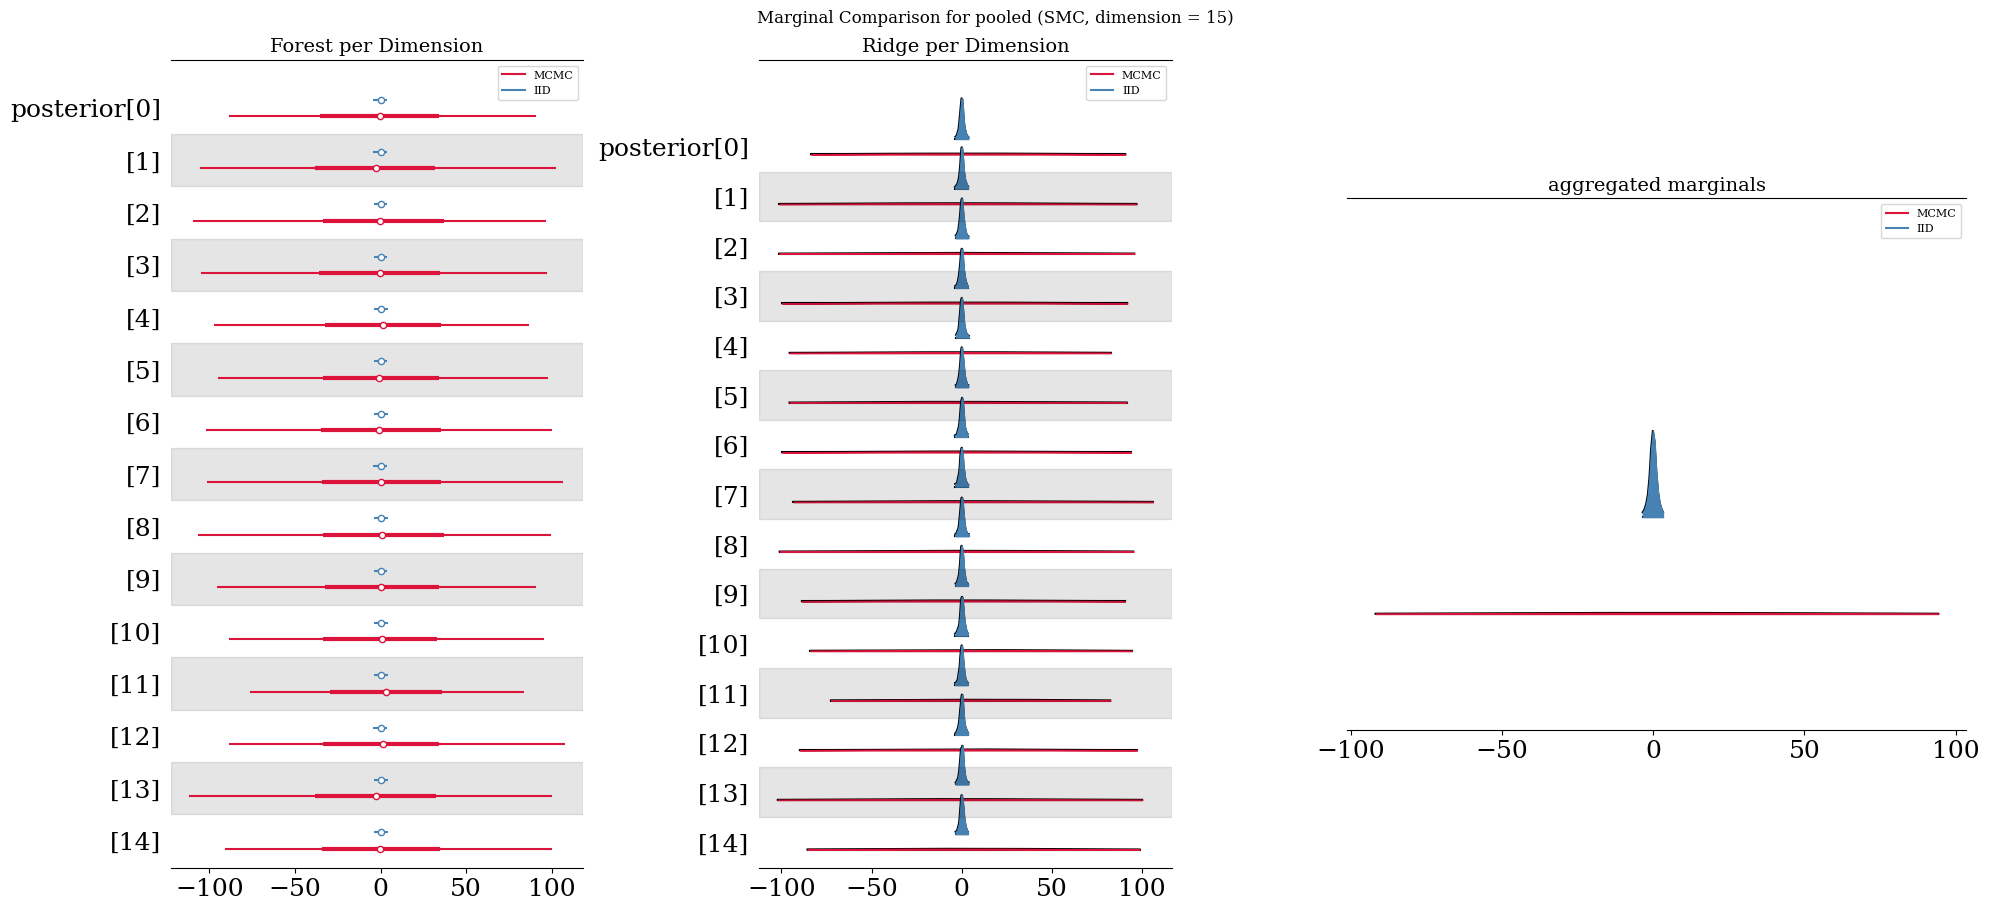 Marginal Comparison for pooled (SMC, dimension = 15)
Forest per Dimension
MCMC
IID
posterior[0]
[1]
[2]
[3]
[4]
[5]
[6]
[7]
[8]
[9]
[10]
[11]
[12]
[13]
[14]
−100 −50 0 50 100
Ridge per Dimension
MCMC
IID
posterior[0]
[1]
[2]
[3]
[4]
[5]
[6]
[7]
[8]
[9]
[10]
[11]
[12]
[13]
[14]
−100 −50 0 50 100
aggregated marginals
MCMC
IID
−100 −50 0 50 100